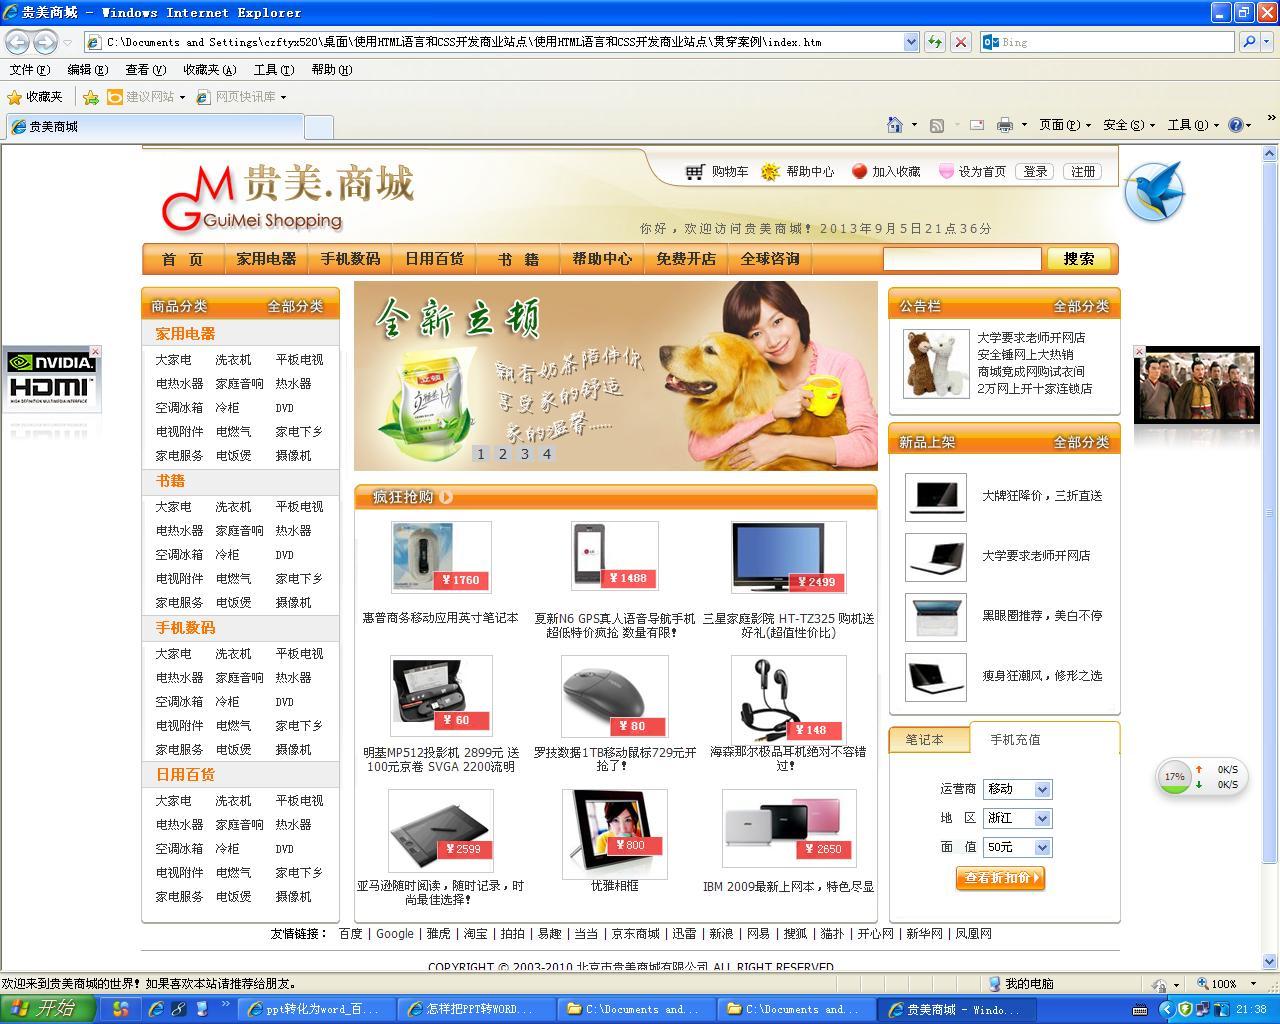 贵美商城 - Windows Internet Explorer
C:\Documents and Settings\czftyx520\桌面\使用HTML语言和CSS开发商业站点\使用HTML语言和CSS开发商业站点\贯穿案例\index.htm
Bing
文件(F) 编辑(E) 查看(V) 收藏夹(A) 工具(T) 帮助(H)
收藏夹 建议网站 网页快讯库
贵美商城
页面(P) 安全(S) 工具(O)
GM 贵美.商城
GuiMei Shopping
购物车 帮助中心 加入收藏 设为首页 登录 注册
你好，欢迎访问贵美商城! 2013年9月5日21点36分
首 页 家用电器 手机数码 日用百货 书 籍 帮助中心 免费开店 全球咨询 搜索
商品分类 全部分类
家用电器
大家电 洗衣机 平板电视
电热水器 家庭音响 热水器
空调冰箱 冷柜 DVD
电视附件 电燃气 家电下乡
家电服务 电饭煲 摄像机
书籍
大家电 洗衣机 平板电视
电热水器 家庭音响 热水器
空调冰箱 冷柜 DVD
电视附件 电燃气 家电下乡
家电服务 电饭煲 摄像机
手机数码
大家电 洗衣机 平板电视
电热水器 家庭音响 热水器
空调冰箱 冷柜 DVD
电视附件 电燃气 家电下乡
家电服务 电饭煲 摄像机
日用百货
大家电 洗衣机 平板电视
电热水器 家庭音响 热水器
空调冰箱 冷柜 DVD
电视附件 电燃气 家电下乡
家电服务 电饭煲 摄像机
NVIDIA.
HDMI
全新立顿
飘香奶茶陪伴你
享受家的舒适
家的温馨......
立顿
1 2 3 4
疯狂抢购
¥ 1760
¥ 1488
¥ 2499
惠普商务移动应用英寸笔记本
夏新N6 GPS真人语音导航手机
超低特价疯抢 数量有限!
三星家庭影院 HT-TZ325 购机送
好礼(超值性价比)
¥ 60
¥ 80
¥ 148
明基MP512投影机 2899元 送
100元京卷 SVGA 2200流明
罗技数据1TB移动鼠标729元开
抢了!
海森那尔极品耳机绝对不容错
过!
¥ 2599
¥ 800
¥ 2650
亚马逊随时阅读，随时记录，时
尚最佳选择!
优雅相框
IBM 2009最新上网本，特色尽显
公告栏 全部分类
大学要求老师开网店
安全锤网上大热销
商城竟成网购试衣间
2万网上开十家连锁店
新品上架 全部分类
大牌狂降价，三折直送
大学要求老师开网店
黑眼圈推荐，美白不停
瘦身狂潮风，修形之选
笔记本 手机充值
运营商 移动
地 区 浙江
面 值 50元
查看折扣价
17% 0K/S
0K/S
友情链接： 百度 | Google | 雅虎 | 淘宝 | 拍拍 | 易趣 | 当当 | 京东商城 | 迅雷 | 新浪 | 网易 | 搜狐 | 猫扑 | 开心网 | 新华网 | 凤凰网
COPYRIGHT © 2003-2010 北京市贵美商城有限公司 ALL RIGHT RESERVED
欢迎来到贵美商城的世界! 如果喜欢本站请推荐给朋友。 我的电脑 100%
开始 ppt转化为word_百... 怎样把PPT转WORD... C:\Documents and... C:\Documents and... 贵美商城 - Windo... 21:38